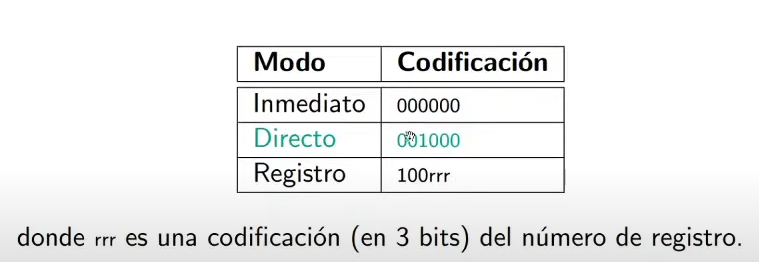 Modo Codificación
Inmediato 000000
Directo 001000
Registro 100rrr
donde rrr es una codificación (en 3 bits) del número de registro.